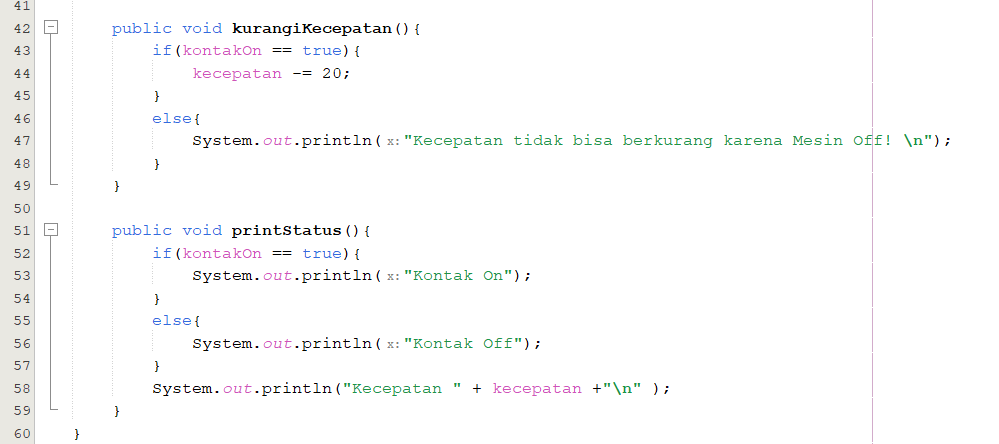 41
42 public void kurangiKecepatan(){
43 if(kontakOn == true){
44 kecepatan -= 20;
45 }
46 else{
47 System.out.println( x: "Kecepatan tidak bisa berkurang karena Mesin Off! \n");
48 }
49 }
50
51 public void printStatus(){
52 if(kontakOn == true){
53 System.out.println( x: "Kontak On");
54 }
55 else{
56 System.out.println( x: "Kontak Off");
57 }
58 System.out.println("Kecepatan " + kecepatan +"\n" );
59 }
60 }